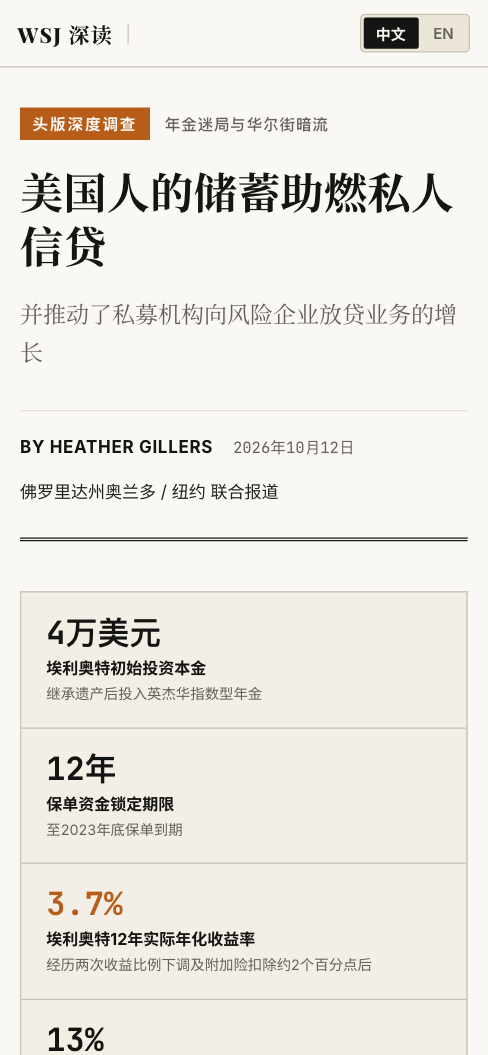 WSJ 深读
中文
EN
头版深度调查
年金迷局与华尔街暗流
美国人的储蓄助燃私人
信贷
并推动了私募机构向风险企业放贷业务的增
长
BY HEATHER GILLERS 2026年10月12日
佛罗里达州奥兰多 / 纽约 联合报道
4万美元
埃利奥特初始投资本金
继承遗产后投入英杰华指数型年金
12年
保单资金锁定期限
至2023年底保单到期
3.7%
埃利奥特12年实际年化收益率
经历两次收益比例下调及附加险扣除约2个百分点后
13%